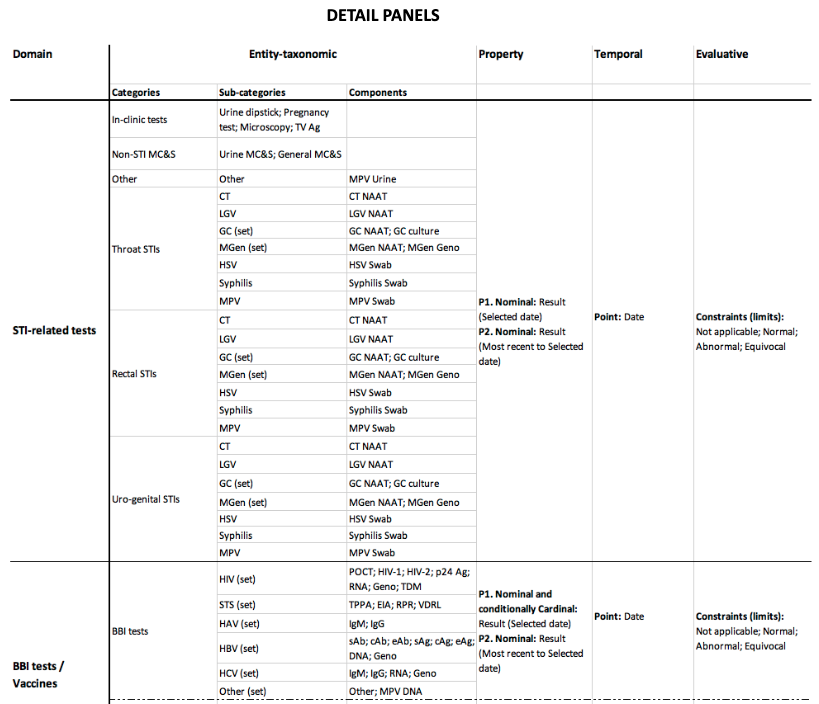 DETAIL PANELS
Domain Entity-taxonomic Property Temporal Evaluative
Categories Sub-categories Components
STI-related tests
In-clinic tests
Urine dipstick; Pregnancy
test; Microscopy; TV Ag
Non-STI MC&S Urine MC&S; General MC&S
Other Other MPV Urine
Throat STIs
CT CT NAAT
LGV LGV NAAT
GC (set) GC NAAT; GC culture
MGen (set) MGen NAAT; MGen Geno
HSV HSV Swab
Syphilis Syphilis Swab
MPV MPV Swab
Rectal STIs
CT CT NAAT
LGV LGV NAAT
GC (set) GC NAAT; GC culture
MGen (set) MGen NAAT; MGen Geno
HSV HSV Swab
Syphilis Syphilis Swab
MPV MPV Swab
Uro-genital STIs
CT CT NAAT
LGV LGV NAAT
GC (set) GC NAAT; GC culture
MGen (set) MGen NAAT; MGen Geno
HSV HSV Swab
Syphilis Syphilis Swab
MPV MPV Swab
P1. Nominal: Result
(Selected date)
P2. Nominal: Result
(Most recent to Selected
date)
Point: Date
Constraints (limits):
Not applicable; Normal;
Abnormal; Equivocal
BBI tests /
Vaccines
BBI tests
HIV (set)
POCT; HIV-1; HIV-2; p24 Ag;
RNA; Geno; TDM
STS (set) TPPA; EIA; RPR; VDRL
HAV (set) IgM; IgG
HBV (set)
sAb; cAb; eAb; sAg; cAg; eAg;
DNA; Geno
HCV (set) IgM; IgG; RNA; Geno
Other (set) Other; MPV DNA
P1. Nominal and
conditionally Cardinal:
Result (Selected date)
P2. Nominal: Result
(Most recent to Selected
date)
Point: Date
Constraints (limits):
Not applicable; Normal;
Abnormal; Equivocal